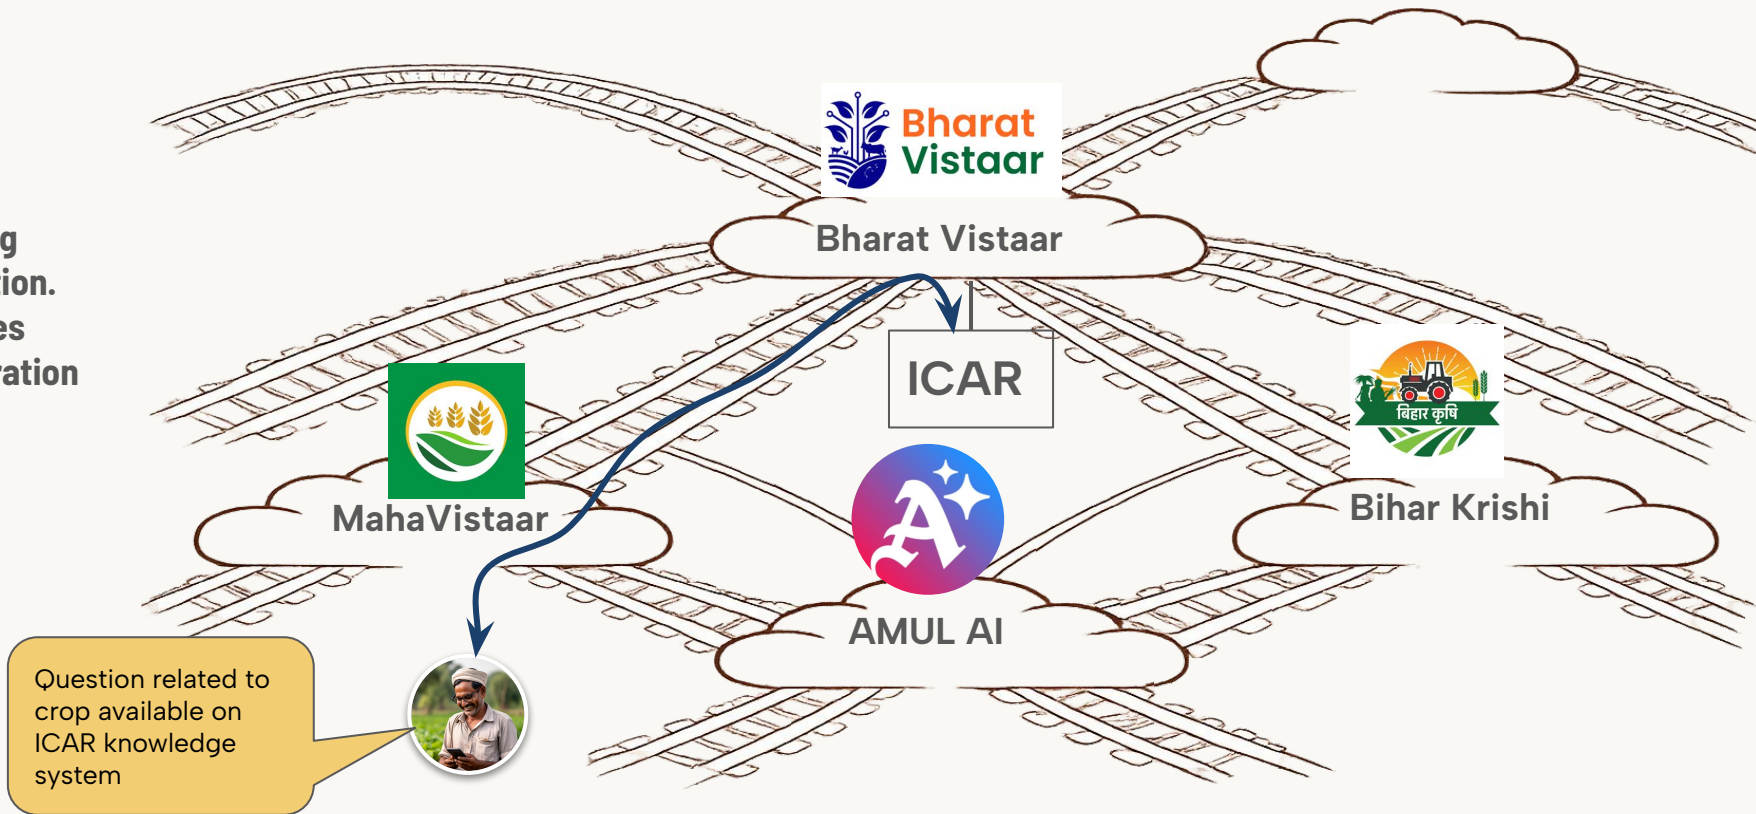 Bharat
Vistaar
Bharat Vistaar
ICAR
बिहार कृषि
MahaVistaar
Bihar Krishi
A
AMUL AI
Question related to
crop available on
ICAR knowledge
system